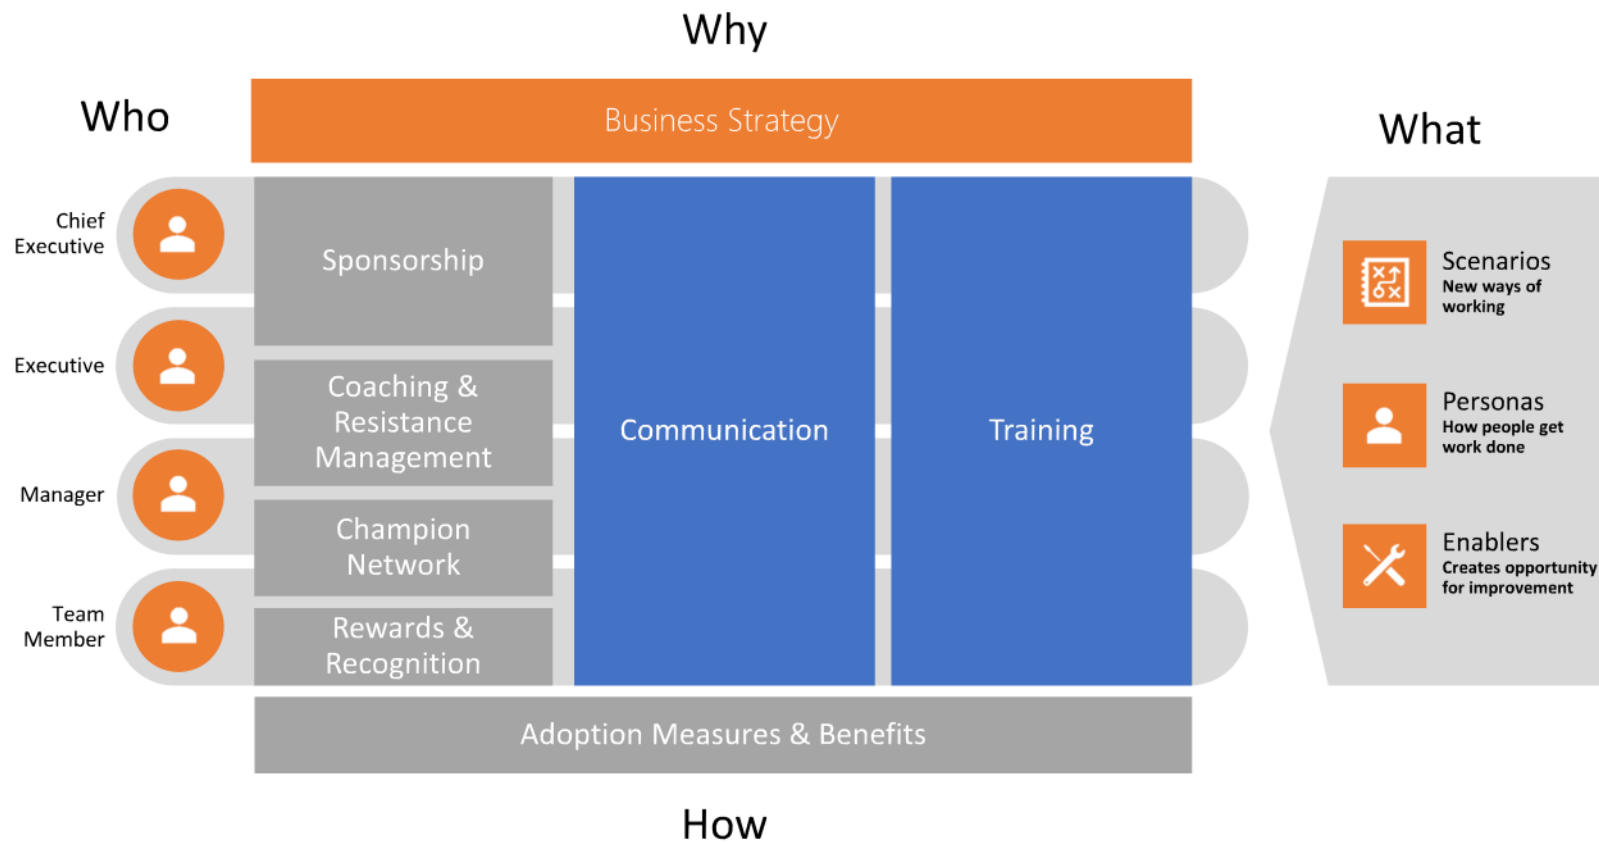 Why
Who
Business Strategy
What
Chief
Executive
Executive
Manager
Team
Member
Sponsorship
Coaching &
Resistance
Management
Champion
Network
Rewards &
Recognition
Communication
Training
Scenarios
New ways of
working
Personas
How people get
work done
Enablers
Creates opportunity
for improvement
Adoption Measures & Benefits
How